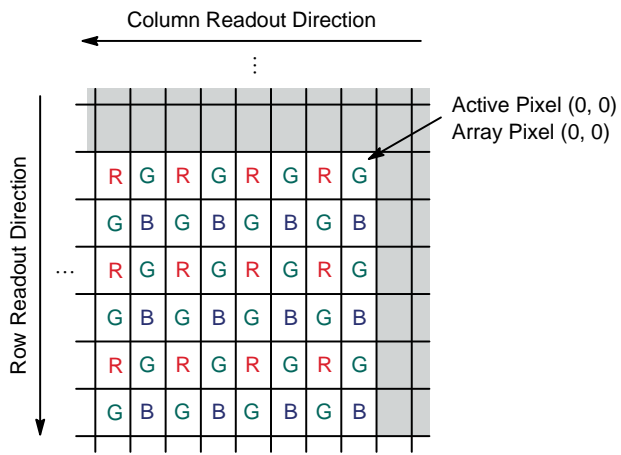 Column Readout Direction
⋮
Active Pixel (0, 0)
Array Pixel (0, 0)
Row Readout Direction
R G R G R G R G
G B G B G B G B
R G R G R G R G
...
G B G B G B G B
R G R G R G R G
G B G B G B G B